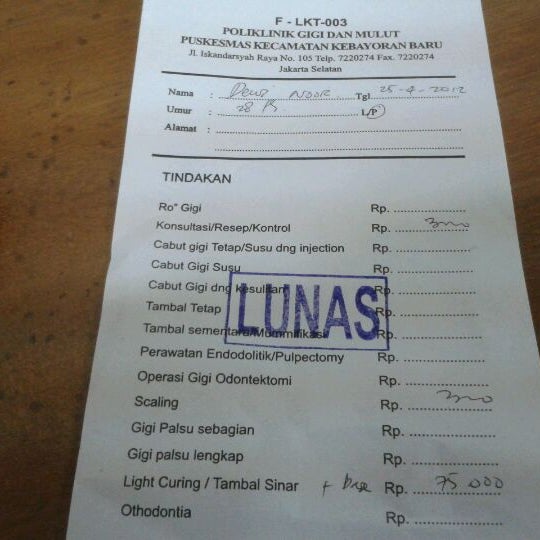 F - LKT-003
POLIKLINIK GIGI DAN MULUT
PUSKESMAS KECAMATAN KEBAYORAN BARU
Jl. Iskandarsyah Raya No. 105 Telp. 7220274 Fax. 7220274
Jakarta Selatan
Nama : Dewi NOOR Tgl 25-4-2012
Umur : 28 L/P
Alamat :
TINDAKAN
Ro" Gigi Rp.
Konsultasi/Resep/Kontrol Rp.
Cabut gigi Tetap/Susu dng injection Rp.
Cabut Gigi Susu Rp.
Cabut Gigi dng kesulitan Rp.
LUNAS
Tambal Tetap Rp.
Tambal sementara/Mummifikasi Rp.
Perawatan Endodolitik/Pulpectomy Rp.
Operasi Gigi Odontektomi Rp.
Scaling Rp.
Gigi Palsu sebagian Rp.
Gigi palsu lengkap Rp.
Light Curing / Tambal Sinar + Rp. 75.000
Othodontia Rp.